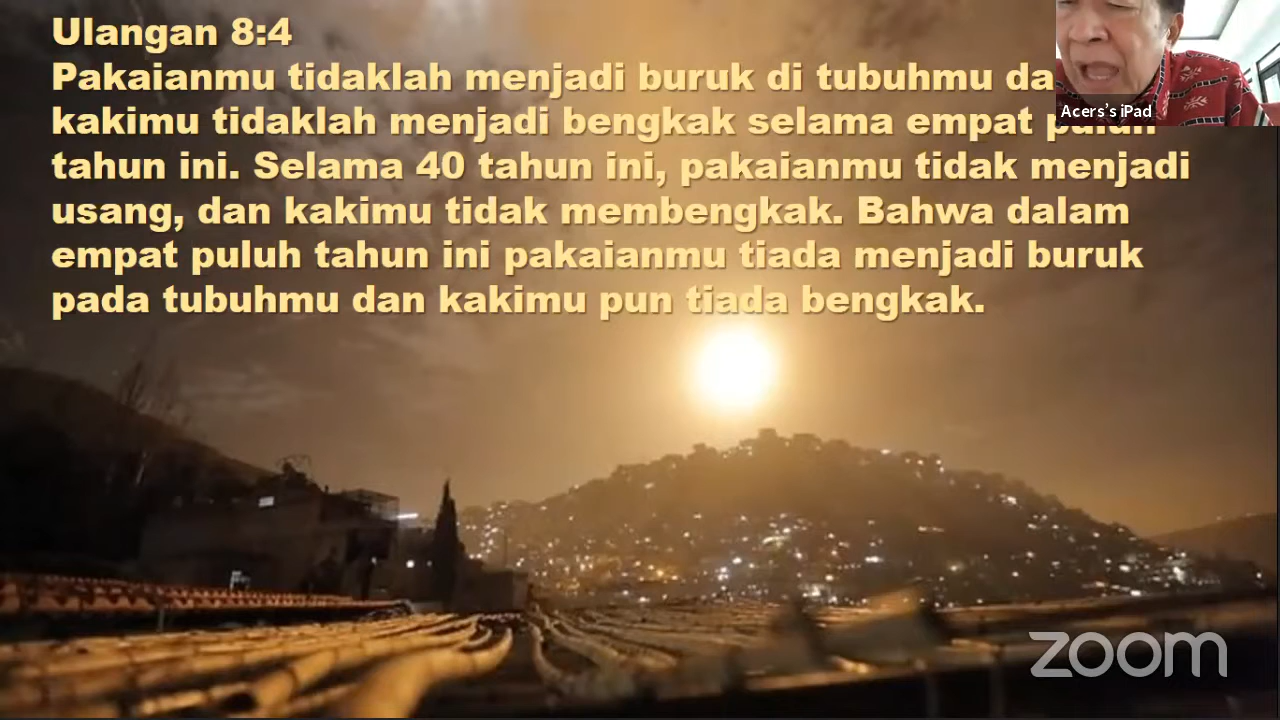 Ulangan 8:4
Pakaianmu tidaklah menjadi buruk di tubuhmu da
kakimu tidaklah menjadi bengkak selama empat puluh
tahun ini. Selama 40 tahun ini, pakaianmu tidak menjadi
usang, dan kakimu tidak membengkak. Bahwa dalam
empat puluh tahun ini pakaianmu tiada menjadi buruk
pada tubuhmu dan kakimu pun tiada bengkak.
Acers's iPad
zoom